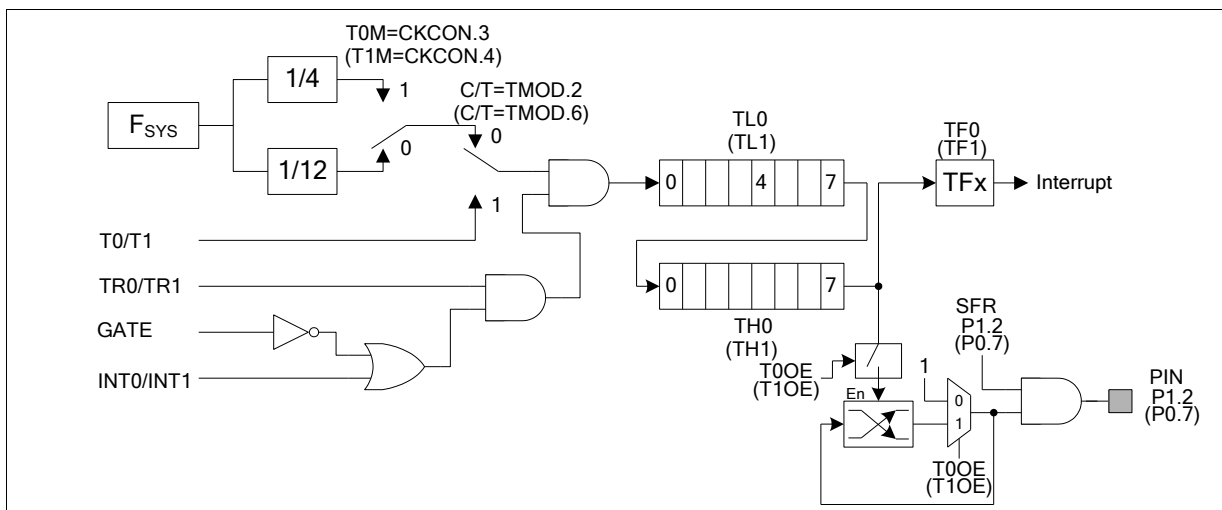 T0M=CKCON.3
(T1M=CKCON.4)
1/4
1
C/T=TMOD.2
(C/T=TMOD.6)
FSYS
0
0
1/12
1
TL0
(TL1)
0 4 7
TF0
(TF1)
TFx
Interrupt
T0/T1
TR0/TR1
0 7
TH0
(TH1)
GATE
INT0/INT1
SFR
P1.2
(P0.7)
T0OE
(T1OE)
1
En
0
1
PIN
P1.2
(P0.7)
T0OE
(T1OE)